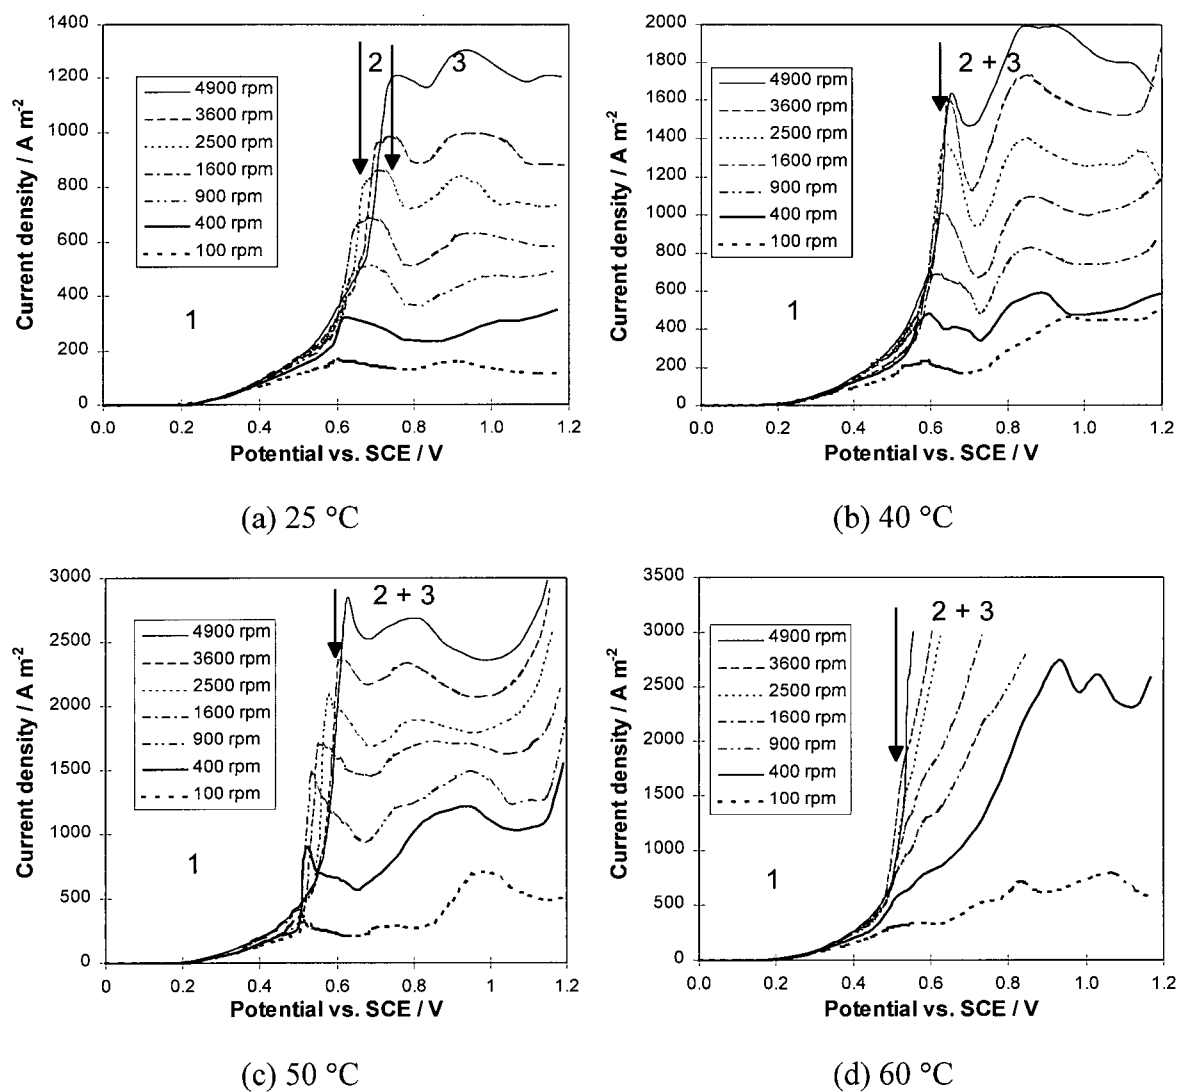 1400
1200
1000
800
600
400
200
0
Current density / A m⁻²
2
3
1
4900 rpm
3600 rpm
2500 rpm
1600 rpm
900 rpm
400 rpm
100 rpm
0.0 0.2 0.4 0.6 0.8 1.0 1.2
Potential vs. SCE / V
(a) 25 °C
2000
1800
1600
1400
1200
1000
800
600
400
200
0
Current density / A m⁻²
2 + 3
1
4900 rpm
3600 rpm
2500 rpm
1600 rpm
900 rpm
400 rpm
100 rpm
0.0 0.2 0.4 0.6 0.8 1.0 1.2
Potential vs. SCE / V
(b) 40 °C
3000
2500
2000
1500
1000
500
0
Current density / A m⁻²
2 + 3
1
4900 rpm
3600 rpm
2500 rpm
1600 rpm
900 rpm
400 rpm
100 rpm
0.0 0.2 0.4 0.6 0.8 1.0 1.2
Potential vs. SCE / V
(c) 50 °C
3500
3000
2500
2000
1500
1000
500
0
Current density / A m⁻²
2 + 3
1
4900 rpm
3600 rpm
2500 rpm
1600 rpm
900 rpm
400 rpm
100 rpm
0.0 0.2 0.4 0.6 0.8 1.0 1.2
Potential vs. SCE / V
(d) 60 °C